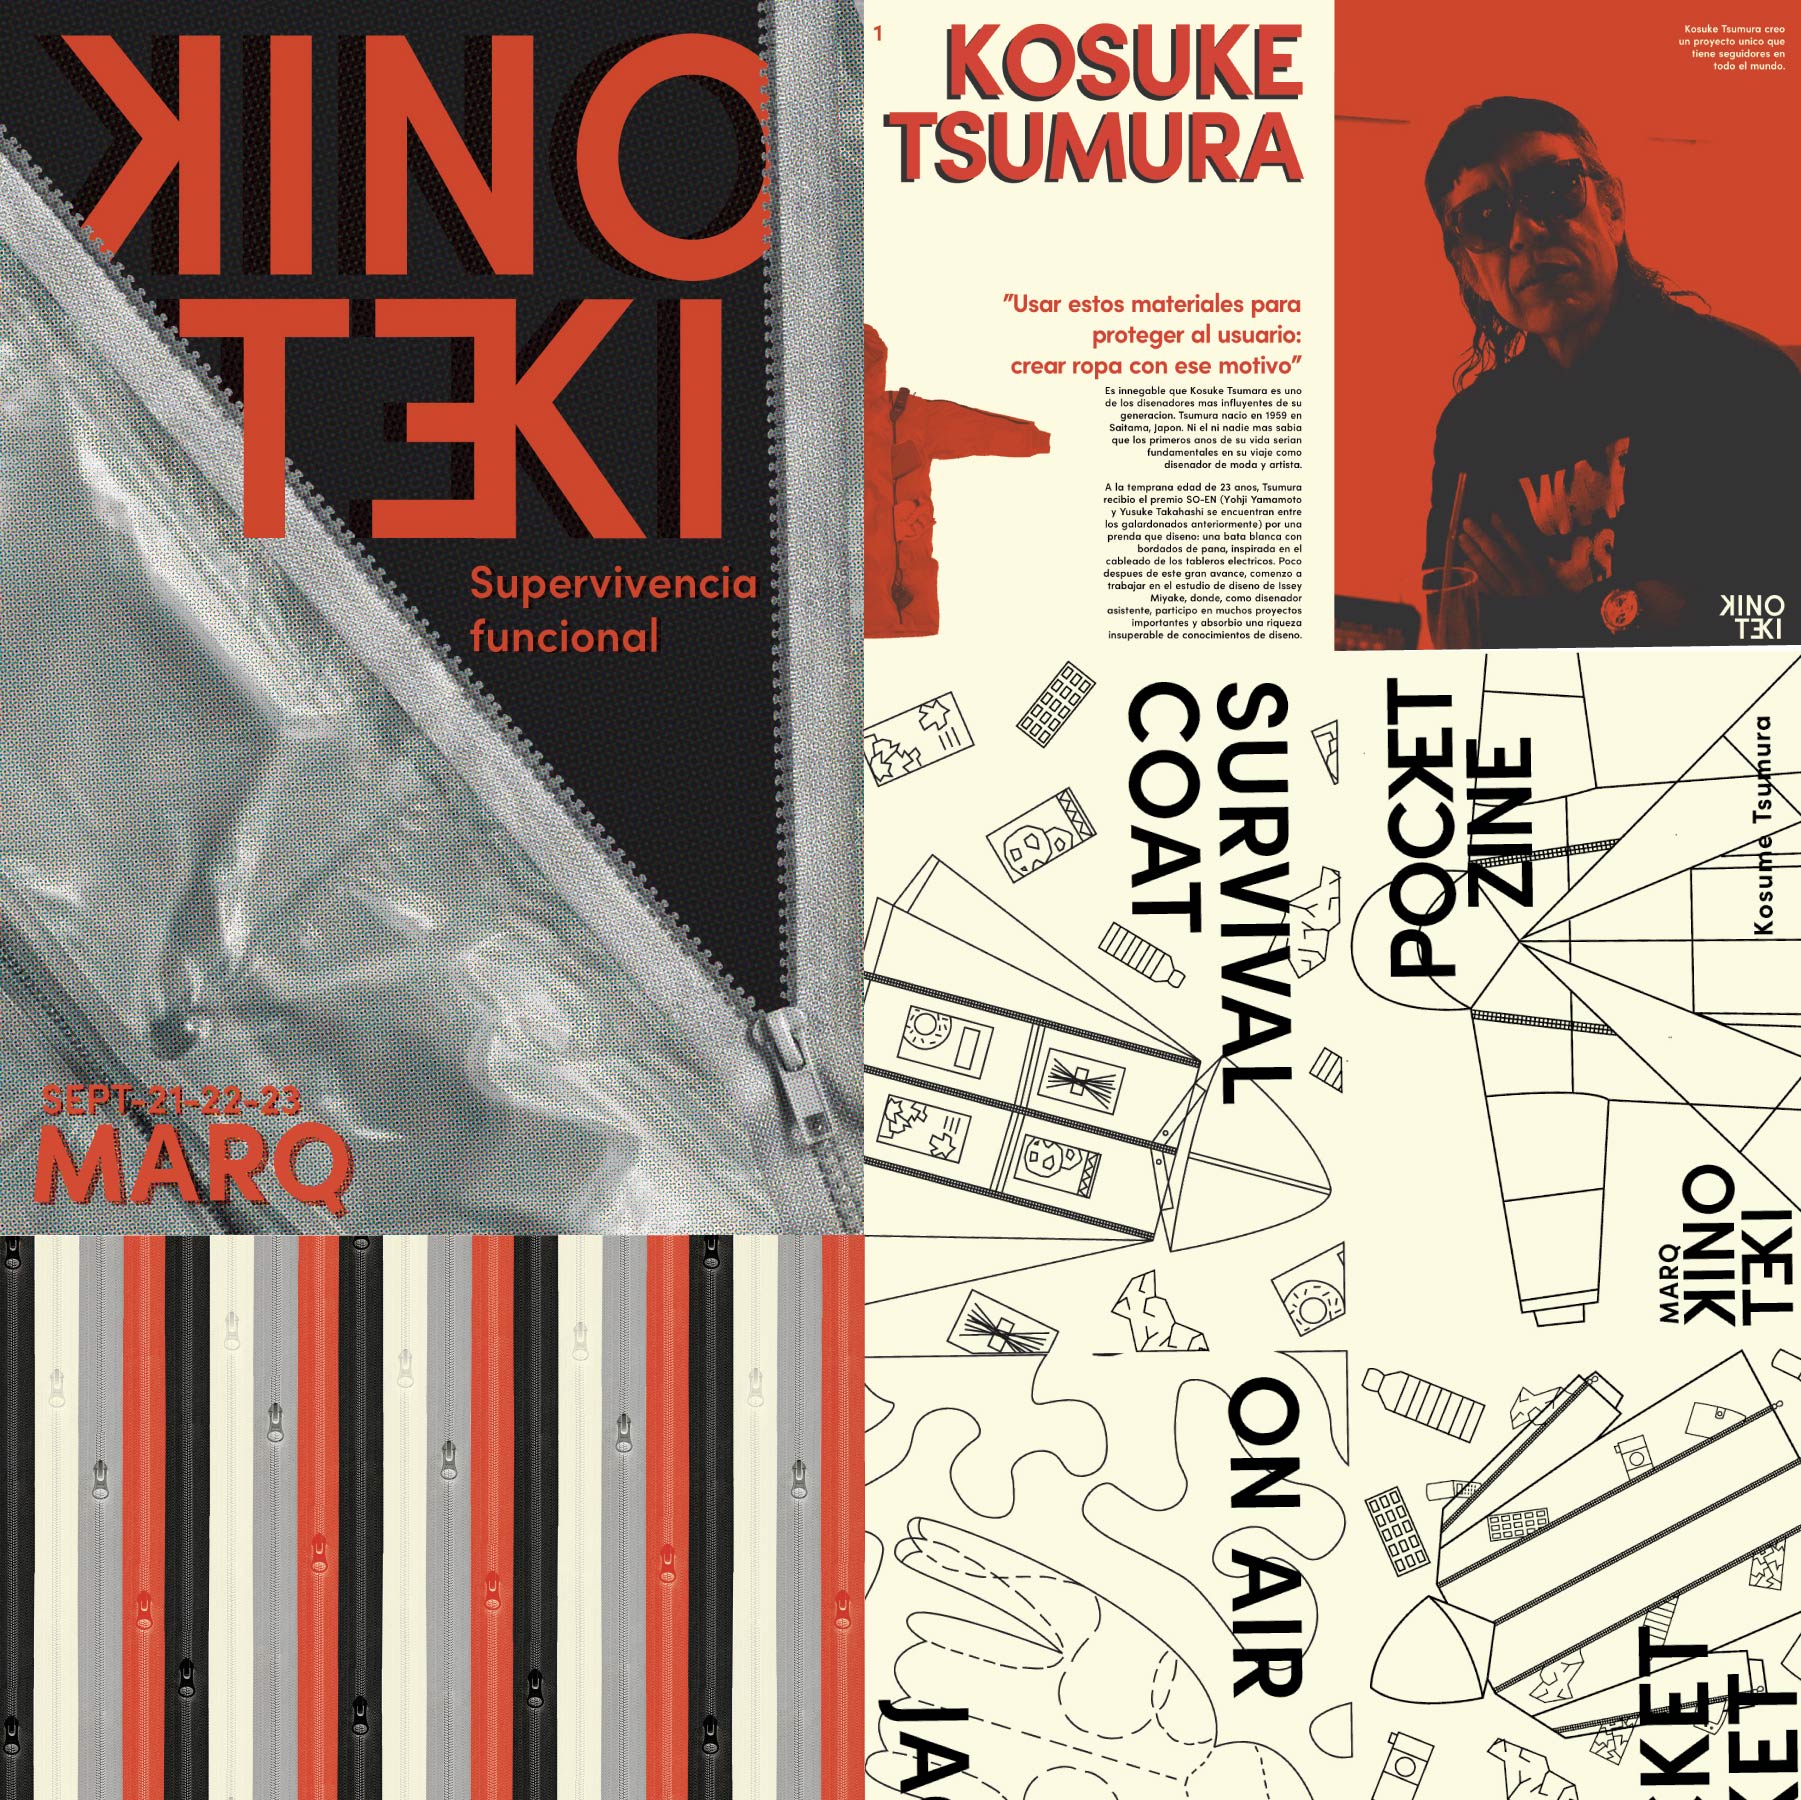 KINO
TEKI
Supervivencia
funcional
SEPT-21-22-23
MARQ
1
KOSUKE
TSUMURA
"Usar estos materiales para
proteger al usuario:
crear ropa con ese motivo"
Es innegable que Kosuke Tsumara es uno
de los disenadores mas influyentes de su
generacion. Tsumura nacio en 1959 en
Saitama, Japon. Ni el ni nadie mas sabia
que los primeros anos de su vida serian
fundamentales en su viaje como
disenador de moda y artista.
A la temprana edad de 23 anos, Tsumura
recibio el premio SO-EN (Yohji Yamamoto
y Yusuke Takahashi se encuentran entre
los galardonados anteriormente) por una
prenda que diseno: una bata blanca con
bordados de pana, inspirada en el
cableado de los tableros electricos. Poco
despues de este gran avance, comenzo a
trabajar en el estudio de diseno de Issey
Miyake, donde, como disenador
asistente, participo en muchos proyectos
importantes y absorbio una riqueza
insuperable de conocimientos de diseno.
Kosuke Tsumura creo
un proyecto unico que
tiene seguidores en
todo el mundo.
KINO
TEKI
SURVIVAL
COAT
POCKET
ZINE
Kosume Tsumura
MARQ
KINO
TEKI
ON AIR
JA
KET
KET